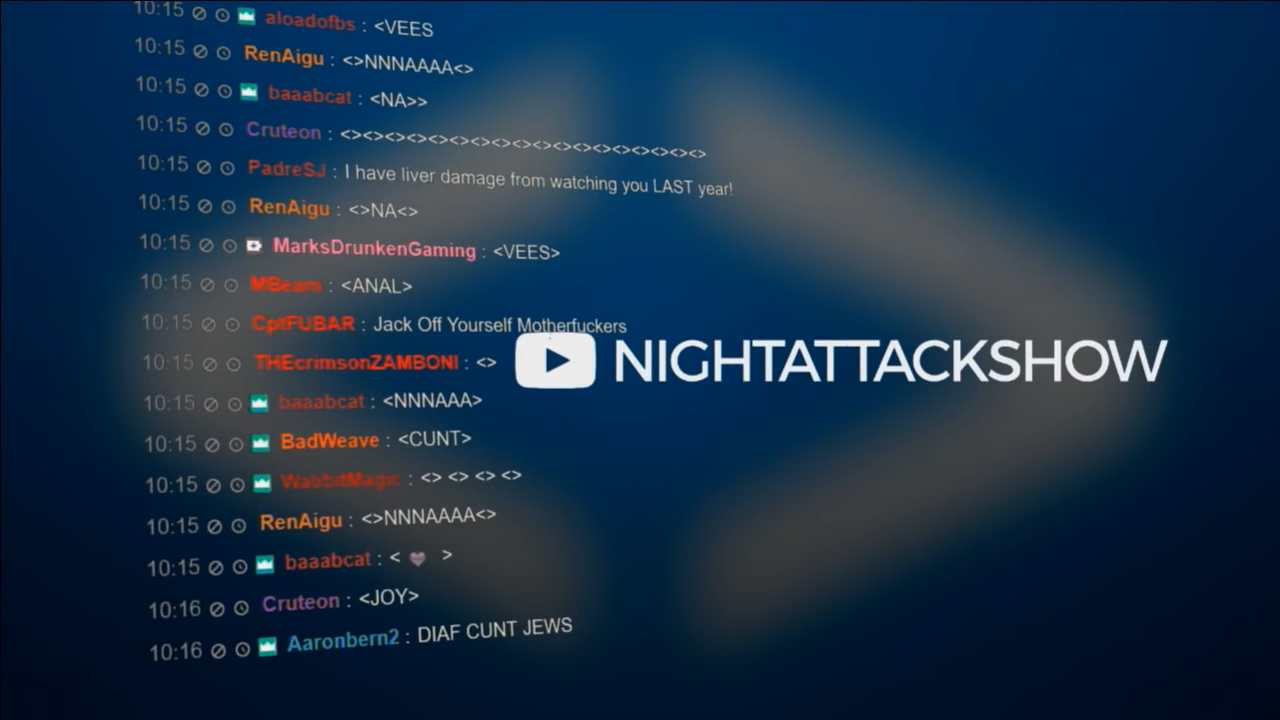 10:15 aloadofbs : <VEES
10:15 RenAigu : <>NNNAAAA<>
10:15 baaabcat : <NA>>
10:15 Cruteon : <><><><><><><><><><><><><><><><><>
10:15 PadreSJ : I have liver damage from watching you LAST year!
10:15 RenAigu : <>NA<>
10:15 MarksDrunkenGaming : <VEES>
10:15 MBeam : <ANAL>
10:15 CptFUBAR : Jack Off Yourself Motherfuckers
10:15 THEcrimsonZAMBONI : <>
NIGHTATTACKSHOW
10:15 baaabcat : <NNNAAA>
10:15 BadWeave : <CUNT>
10:15 WabbitMagic : <> <> <> <>
10:15 RenAigu : <>NNNAAAA<>
10:15 baaabcat : < >
10:16 Cruteon : <JOY>
10:16 Aaronbern2 : DIAF CUNT JEWS